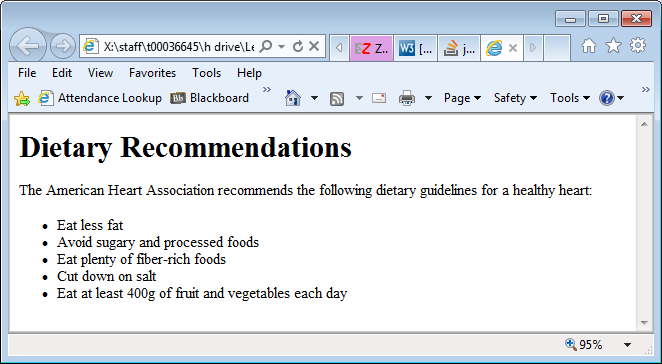 X:\staff\t00036645\h drive\Le
Z..
W3 [...
j...
File Edit View Favorites Tools Help
Attendance Lookup Bb Blackboard Page Safety Tools
Dietary Recommendations
The American Heart Association recommends the following dietary guidelines for a healthy heart:
• Eat less fat
• Avoid sugary and processed foods
• Eat plenty of fiber-rich foods
• Cut down on salt
• Eat at least 400g of fruit and vegetables each day
95%